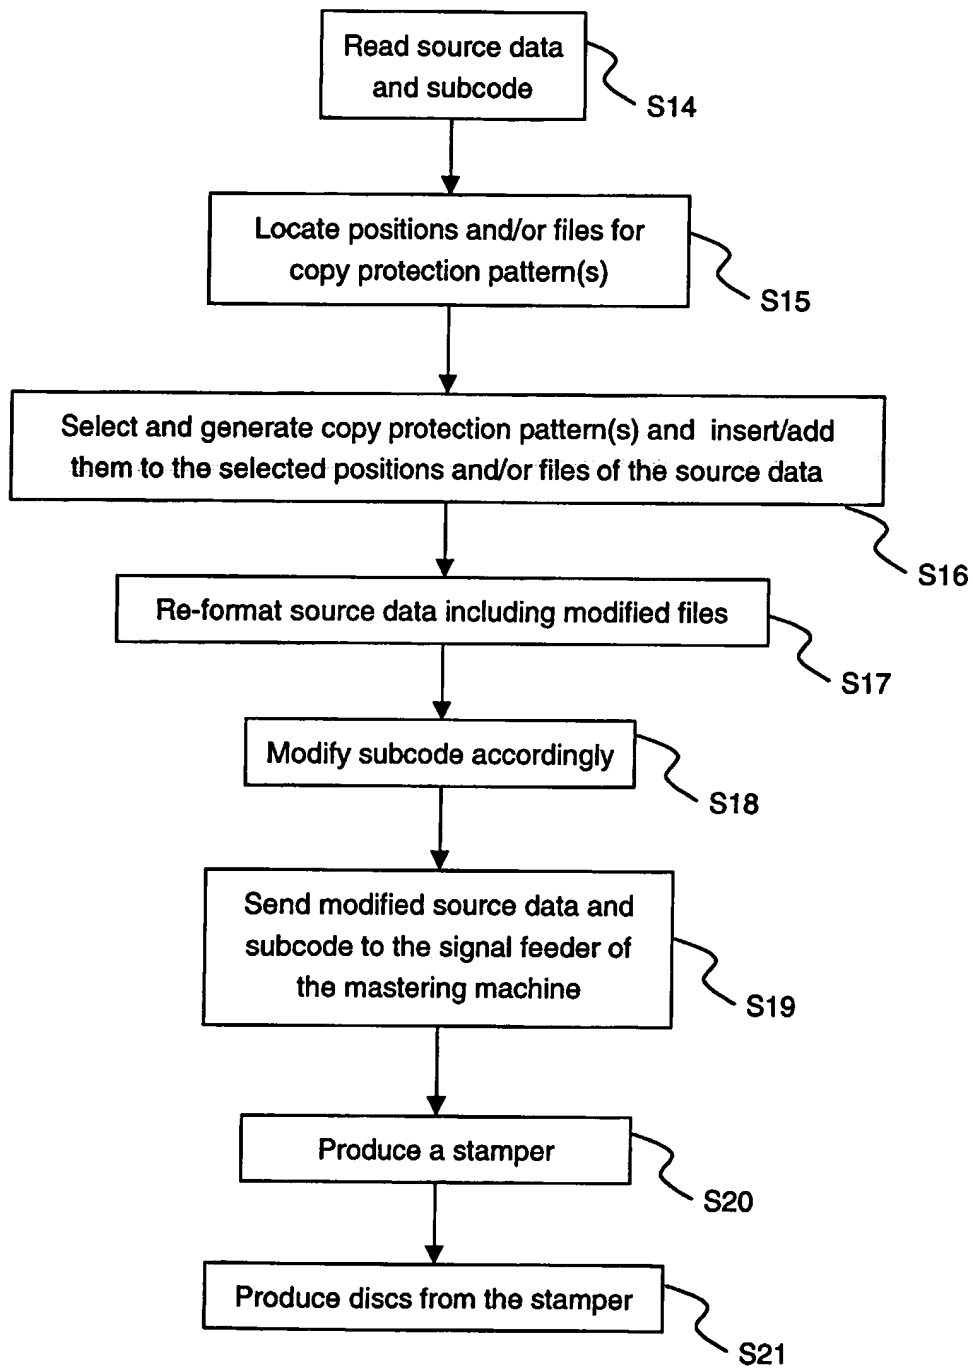 Read source data
and subcode
S14
Locate positions and/or files for
copy protection pattern(s)
S15
Select and generate copy protection pattern(s) and insert/add
them to the selected positions and/or files of the source data
S16
Re-format source data including modified files
S17
Modify subcode accordingly
S18
Send modified source data and
subcode to the signal feeder of
the mastering machine
S19
Produce a stamper
S20
Produce discs from the stamper
S21